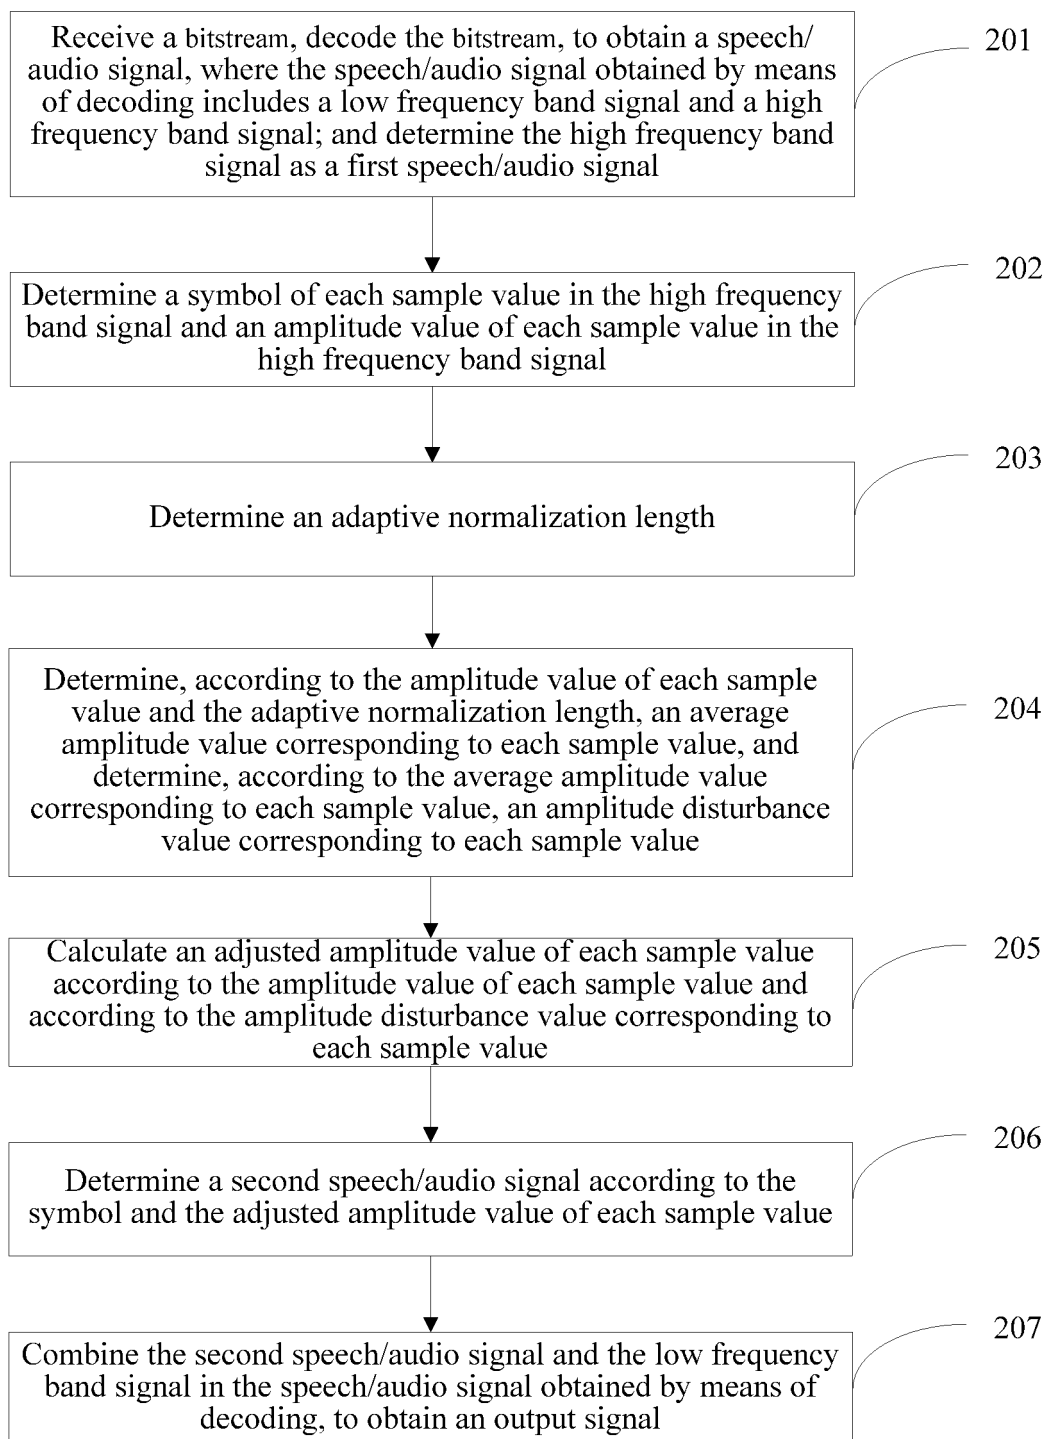 Receive a bitstream, decode the bitstream, to obtain a speech/
audio signal, where the speech/audio signal obtained by means
of decoding includes a low frequency band signal and a high
frequency band signal; and determine the high frequency band
signal as a first speech/audio signal
201
Determine a symbol of each sample value in the high frequency
band signal and an amplitude value of each sample value in the
high frequency band signal
202
Determine an adaptive normalization length
203
Determine, according to the amplitude value of each sample
value and the adaptive normalization length, an average
amplitude value corresponding to each sample value, and
determine, according to the average amplitude value
corresponding to each sample value, an amplitude disturbance
value corresponding to each sample value
204
Calculate an adjusted amplitude value of each sample value
according to the amplitude value of each sample value and
according to the amplitude disturbance value corresponding to
each sample value
205
Determine a second speech/audio signal according to the
symbol and the adjusted amplitude value of each sample value
206
Combine the second speech/audio signal and the low frequency
band signal in the speech/audio signal obtained by means of
decoding, to obtain an output signal
207